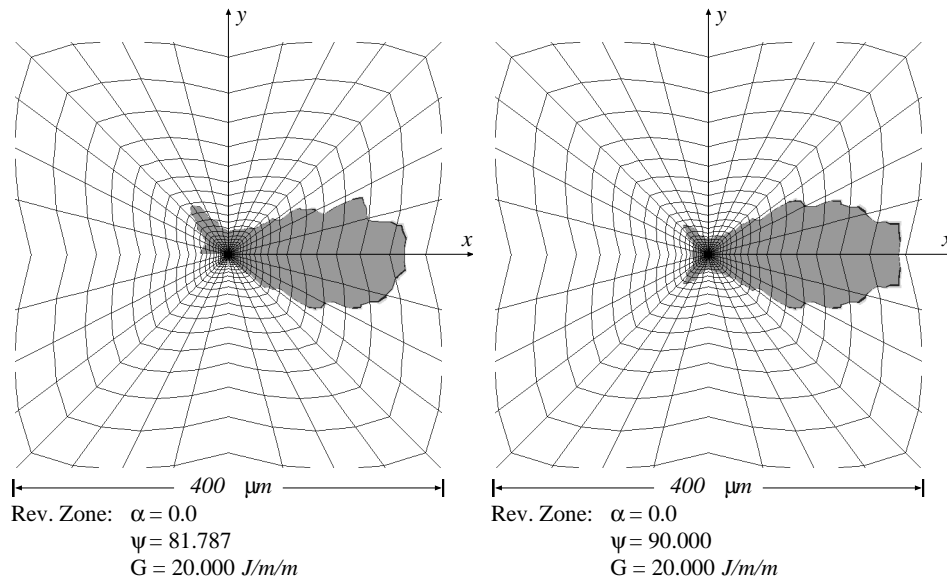 y
x
400 μm
Rev. Zone: α = 0.0
ψ = 81.787
G = 20.000 J/m/m
y
x
400 μm
Rev. Zone: α = 0.0
ψ = 90.000
G = 20.000 J/m/m